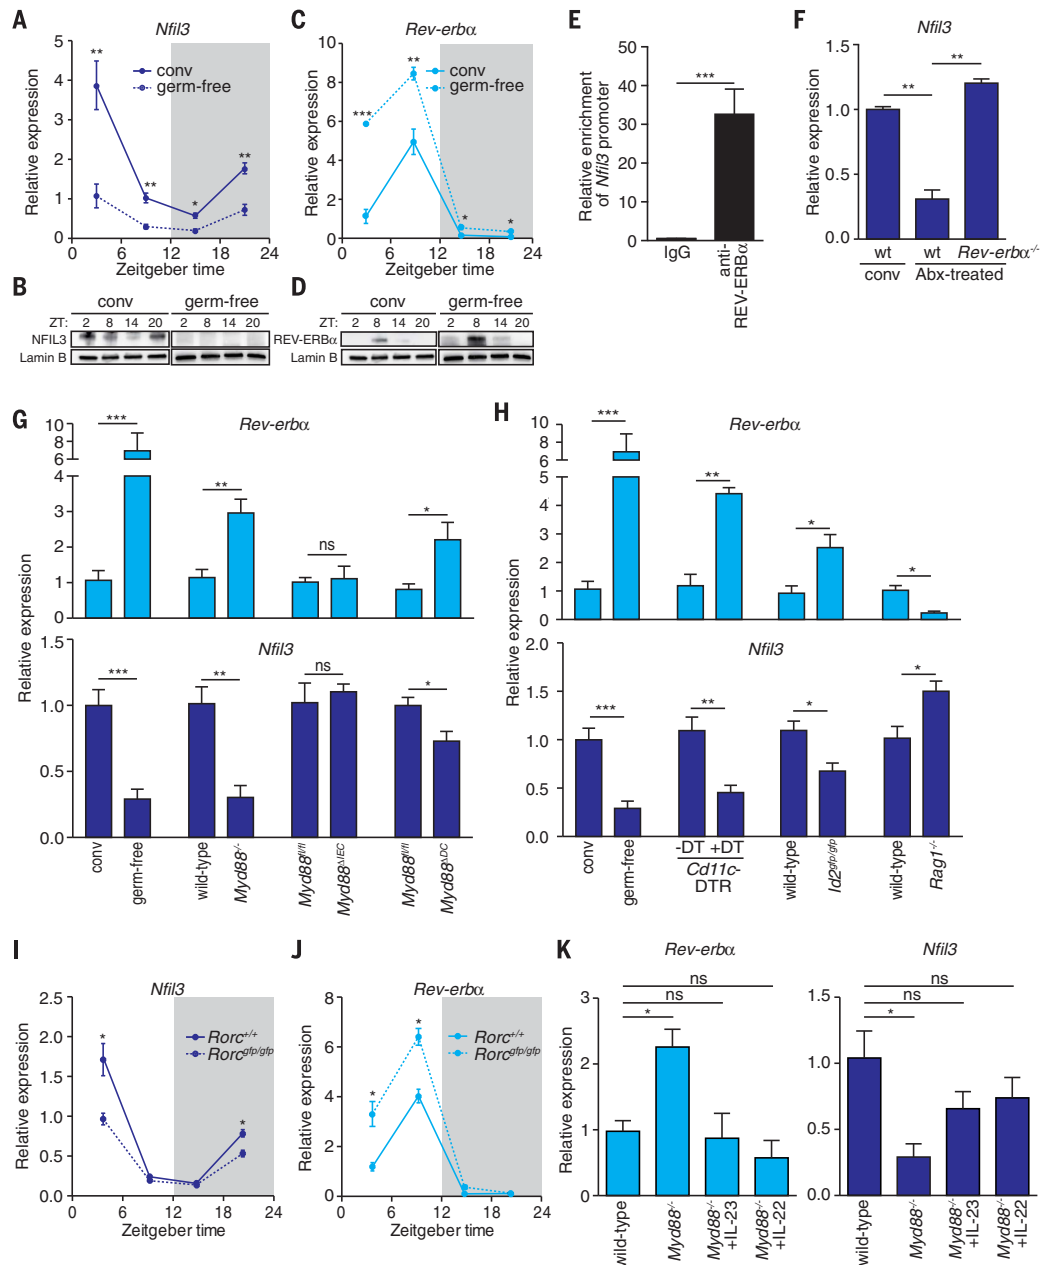 A
Nfil3
Relative expression
5
4
3
2
1
0
**
**
*
**
conv
germ-free
0 6 12 18 24
Zeitgeber time
B
conv germ-free
ZT: 2 8 14 20 2 8 14 20
NFIL3
Lamin B
C
Rev-erbα
Relative expression
10
8
6
4
2
0
***
**
*
*
conv
germ-free
0 6 12 18 24
Zeitgeber time
D
conv germ-free
ZT: 2 8 14 20 2 8 14 20
REV-ERBα
Lamin B
E
Relative enrichment
of Nfil3 promoter
50
40
30
20
10
0
***
IgG
anti-
REV-ERBα
F
Nfil3
Relative expression
1.5
1.0
0.5
0.0
**
**
wt wt Rev-erbα-/-
conv Abx-treated
G
Rev-erbα
Relative expression
10
8
6
4
3
2
1
0
***
**
ns
*
Nfil3
1.5
1.0
0.5
0.0
***
**
ns
*
conv
germ-free
wild-type
Myd88-/-
Myd88fl/fl
Myd88ΔIEC
Myd88fl/fl
Myd88ΔDC
H
Rev-erbα
Relative expression
10
8
6
5
4
3
2
1
0
***
**
*
*
Nfil3
2.0
1.5
1.0
0.5
0.0
***
**
*
*
conv
germ-free
-DT +DT
Cd11c-
DTR
wild-type
Id2gfp/gfp
wild-type
Rag1-/-
I
Nfil3
Relative expression
2.5
2.0
1.5
1.0
0.5
0.0
*
*
Rorc+/+
Rorcgfp/gfp
0 6 12 18 24
Zeitgeber time
J
Rev-erbα
Relative expression
8
6
4
2
0
*
*
Rorc+/+
Rorcgfp/gfp
0 6 12 18 24
Zeitgeber time
K
Rev-erbα
Relative expression
3
2
1
0
ns
ns
*
wild-type
Myd88-/-
Myd88-/-
+IL-23
Myd88-/-
+IL-22
Nfil3
1.5
1.0
0.5
0.0
ns
ns
*
wild-type
Myd88-/-
Myd88-/-
+IL-23
Myd88-/-
+IL-22